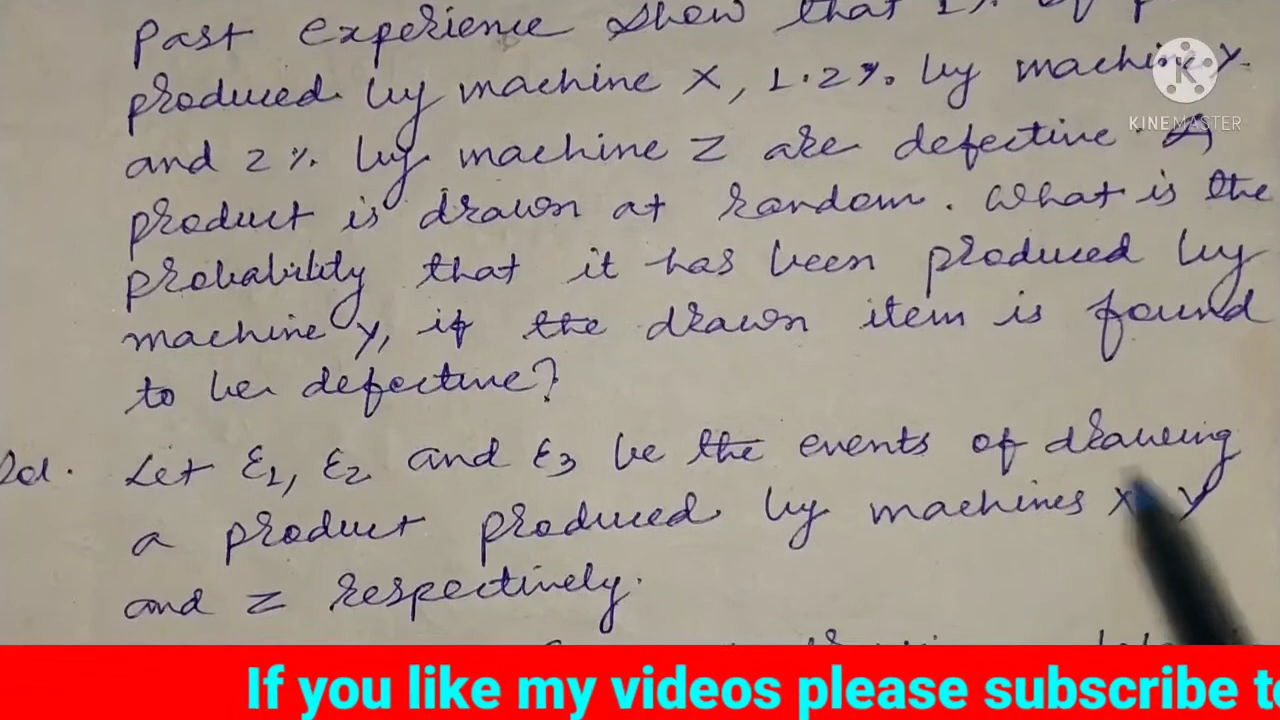 Past experience show that 1% of
produced by machine X, 1.2% by machine Y
and 2% by machine Z are defective. A
product is drawn at random. What is the
probability that it has been produced by
machine Y, if the drawn item is found
to be defective?
Sol. Let E1, E2 and E3 be the events of drawing
a product produced by machines X, Y
and Z respectively.
K
KINEMASTER
If you like my videos please subscribe to